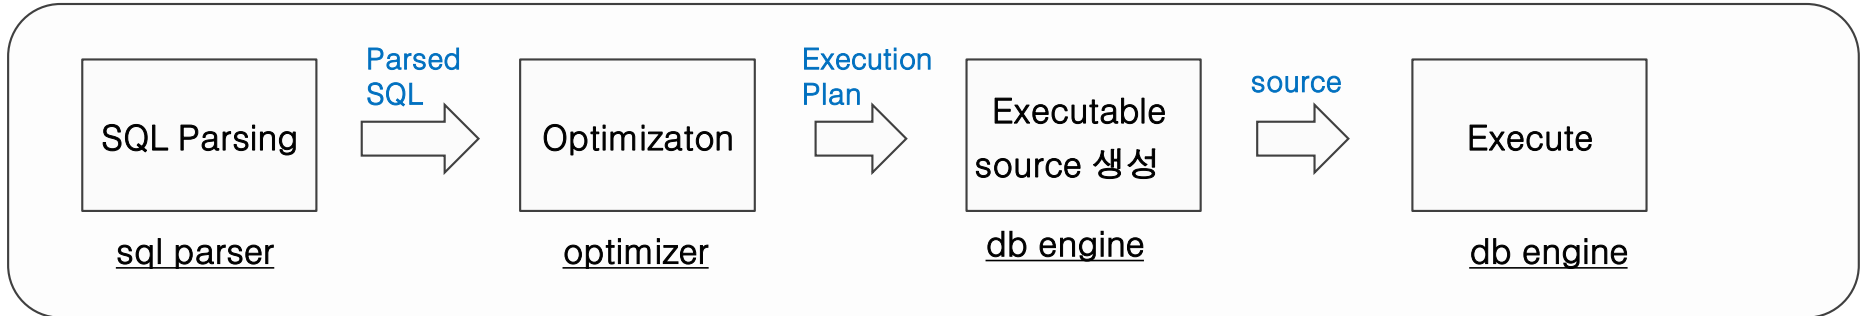 SQL Parsing
sql parser
Parsed
SQL
Optimizaton
optimizer
Execution
Plan
Executable
source 생성
db engine
source
Execute
db engine